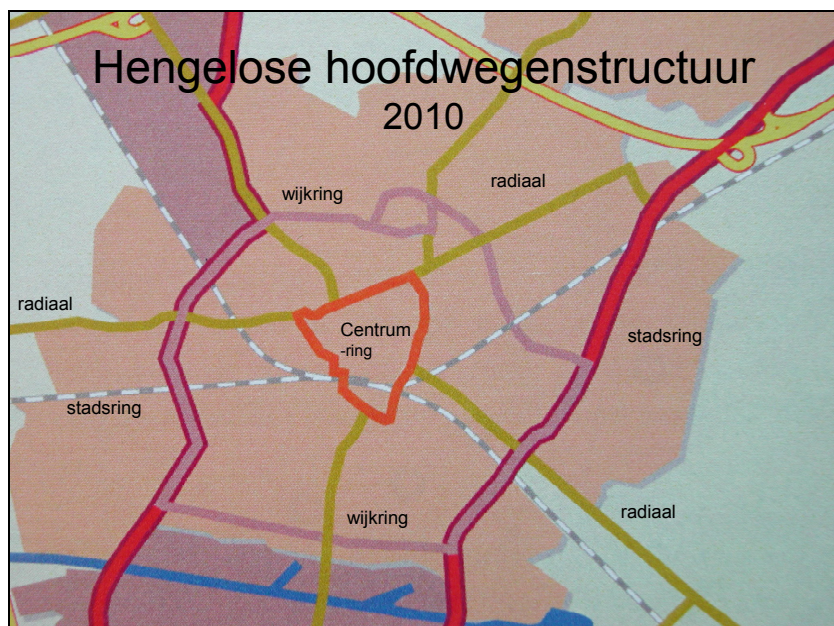 Hengelose hoofdwegenstructuur
2010
wijkring
radiaal
radiaal
Centrum
-ring
stadsring
stadsring
wijkring
radiaal